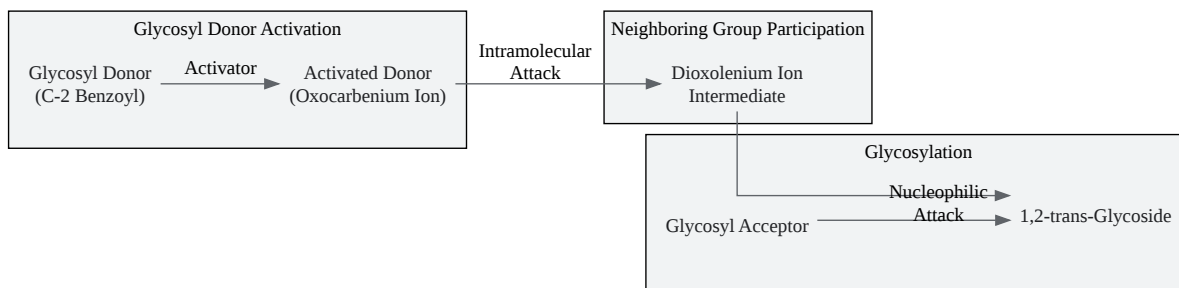 Glycosyl Donor Activation
Glycosyl Donor
(C-2 Benzoyl)
Activator
Activated Donor
(Oxocarbenium Ion)
Intramolecular
Attack
Neighboring Group Participation
Dioxolenium Ion
Intermediate
Glycosylation
Nucleophilic
Attack
Glycosyl Acceptor
1,2-trans-Glycoside